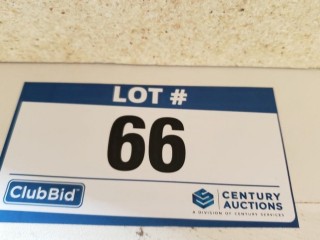 LOT #
66
ClubBid
CENTURY
AUCTIONS
A DIVISION OF CENTURY SERVICES